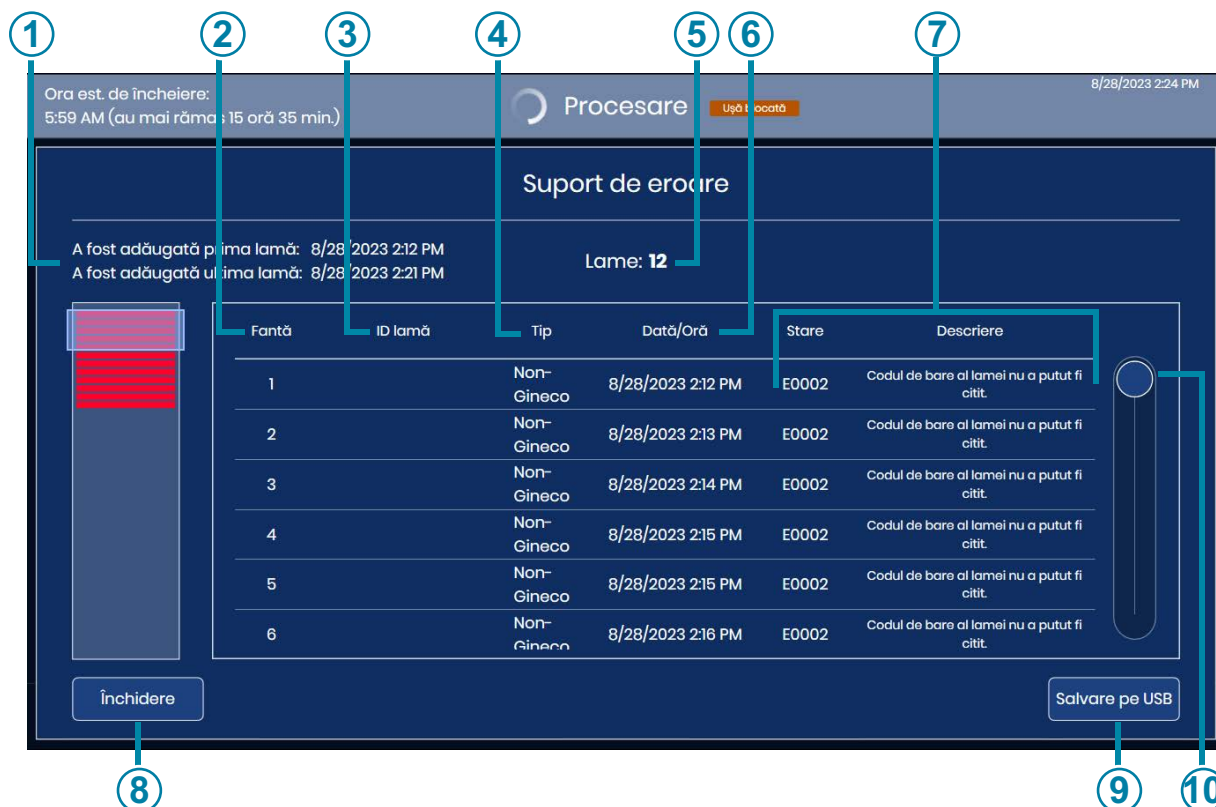 1 2 3 4 5 6 7
8/28/2023 2:24 PM
Ora est. de încheiere:
5:59 AM (au mai rămas 15 oră 35 min.)
Procesare
Ușă blocată
Suport de eroare
A fost adăugată prima lamă: 8/28/2023 2:12 PM
A fost adăugată ultima lamă: 8/28/2023 2:21 PM
Lame: 12
Fantă ID lamă Tip Dată/Oră Stare Descriere
1 Non-Gineco 8/28/2023 2:12 PM E0002 Codul de bare al lamei nu a putut fi citit.
2 Non-Gineco 8/28/2023 2:13 PM E0002 Codul de bare al lamei nu a putut fi citit.
3 Non-Gineco 8/28/2023 2:14 PM E0002 Codul de bare al lamei nu a putut fi citit.
4 Non-Gineco 8/28/2023 2:15 PM E0002 Codul de bare al lamei nu a putut fi citit.
5 Non-Gineco 8/28/2023 2:15 PM E0002 Codul de bare al lamei nu a putut fi citit.
6 Non-Gineco 8/28/2023 2:16 PM E0002 Codul de bare al lamei nu a putut fi citit.
Închidere
Salvare pe USB
8 9 10